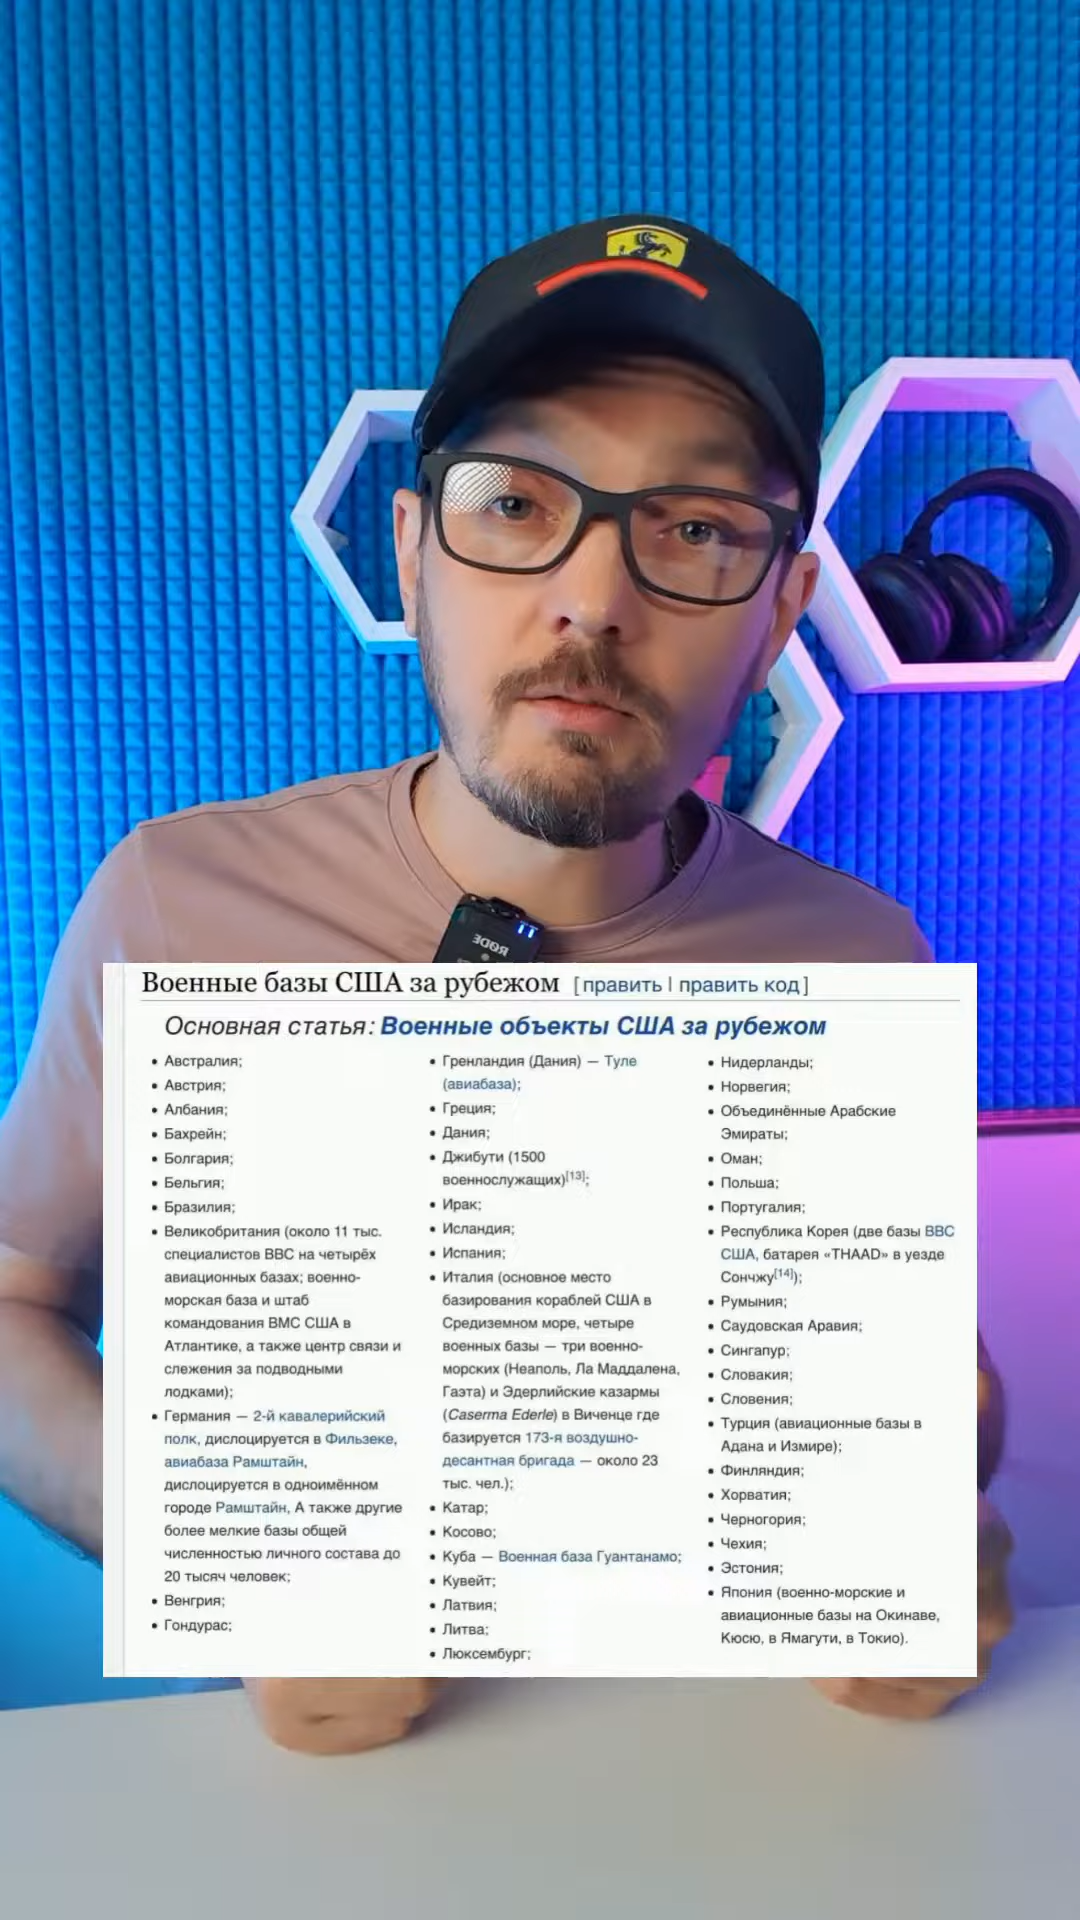 RØDE
Военные базы США за рубежом [править | править код]
Основная статья: Военные объекты США за рубежом
• Австралия;
• Австрия;
• Албания;
• Бахрейн;
• Болгария;
• Бельгия;
• Бразилия;
• Великобритания (около 11 тыс.
специалистов ВВС на четырёх
авиационных базах; военно-
морская база и штаб
командования ВМС США в
Атлантике, а также центр связи и
слежения за подводными
лодками);
• Германия — 2-й кавалерийский
полк, дислоцируется в Фильзеке,
авиабаза Рамштайн,
дислоцируется в одноимённом
городе Рамштайн, А также другие
более мелкие базы общей
численностью личного состава до
20 тысяч человек;
• Венгрия;
• Гондурас;
• Гренландия (Дания) — Туле
(авиабаза);
• Греция;
• Дания;
• Джибути (1500
военнослужащих)[13];
• Ирак;
• Исландия;
• Испания;
• Италия (основное место
базирования кораблей США в
Средиземном море, четыре
военных базы — три военно-
морских (Неаполь, Ла Маддалена,
Гаэта) и Эдерлийские казармы
(Caserma Ederle) в Виченце где
базируется 173-я воздушно-
десантная бригада — около 23
тыс. чел.);
• Катар;
• Косово;
• Куба — Военная база Гуантанамо;
• Кувейт;
• Латвия;
• Литва;
• Люксембург;
• Нидерланды;
• Норвегия;
• Объединённые Арабские
Эмираты;
• Оман;
• Польша;
• Португалия;
• Республика Корея (две базы ВВС
США, батарея «THAAD» в уезде
Сончжу[14]);
• Румыния;
• Саудовская Аравия;
• Сингапур;
• Словакия;
• Словения;
• Турция (авиационные базы в
Адана и Измире);
• Финляндия;
• Хорватия;
• Черногория;
• Чехия;
• Эстония;
• Япония (военно-морские и
авиационные базы на Окинаве,
Кюсю, в Ямагути, в Токио).